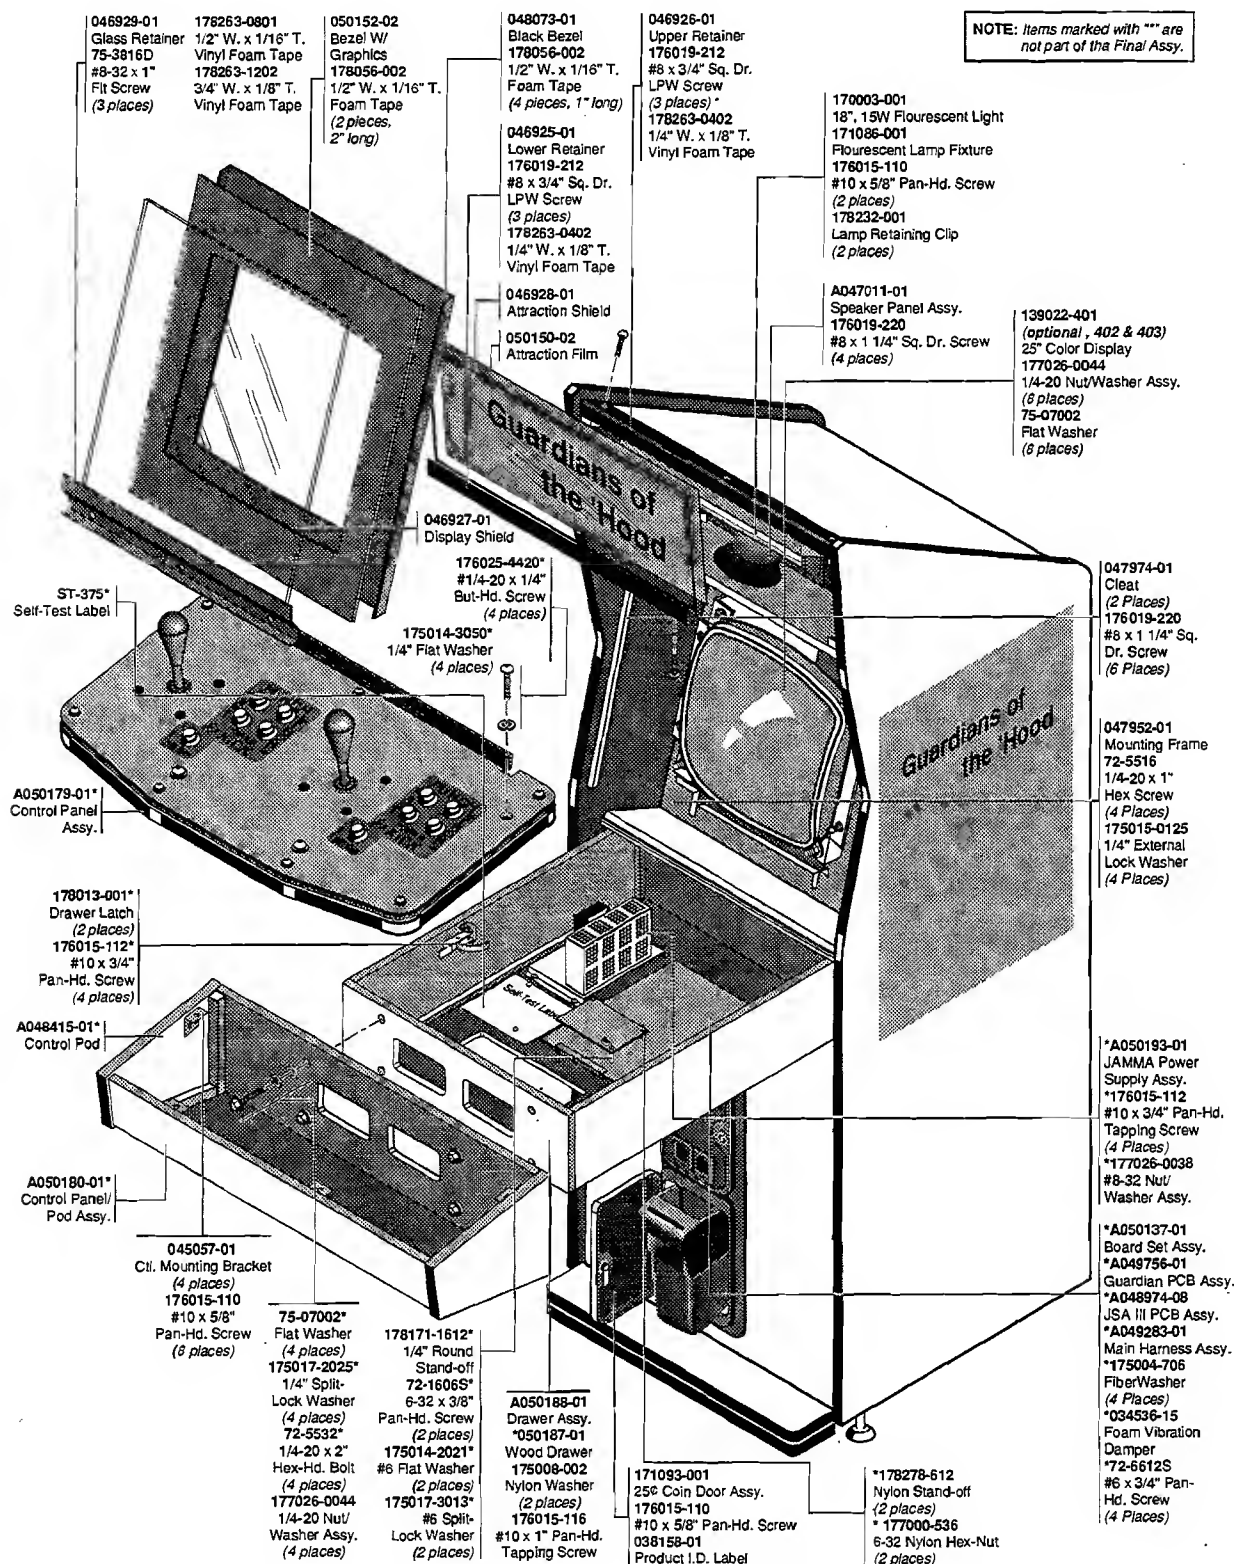 046929-01
Glass Retainer
75-3816D
#8-32 x 1"
Flt Screw
(3 places)
178263-0801
1/2" W. x 1/16" T.
Vinyl Foam Tape
178263-1202
3/4" W. x 1/8" T.
Vinyl Foam Tape
050152-02
Bezel W/
Graphics
178056-002
1/2" W. x 1/16" T.
Foam Tape
(2 pieces,
2" long)
048073-01
Black Bezel
178056-002
1/2" W. x 1/16" T.
Foam Tape
(4 pieces, 1" long)
046925-01
Lower Retainer
176019-212
#8 x 3/4" Sq. Dr.
LPW Screw
(3 places)
178263-0402
1/4" W. x 1/8" T.
Vinyl Foam Tape
046928-01
Attraction Shield
050150-02
Attraction Film
046926-01
Upper Retainer
176019-212
#8 x 3/4" Sq. Dr.
LPW Screw
(3 places) *
178263-0402
1/4" W. x 1/8" T.
Vinyl Foam Tape
NOTE: Items marked with "*" are
not part of the Final Assy.
170003-001
18", 15W Flourescent Light
171086-001
Flourescent Lamp Fixture
176015-110
#10 x 5/8" Pan-Hd. Screw
(2 places)
178232-001
Lamp Retaining Clip
(2 places)
A047011-01
Speaker Panel Assy.
176019-220
#8 x 1 1/4" Sq. Dr. Screw
(4 places)
139022-401
(optional , 402 & 403)
25" Color Display
177026-0044
1/4-20 Nut/Washer Assy.
(6 places)
75-07002
Flat Washer
(8 places)
Guardians of
the 'Hood
046927-01
Display Shield
176025-4420*
#1/4-20 x 1/4"
But-Hd. Screw
(4 places)
175014-3050*
1/4" Flat Washer
(4 places)
ST-375*
Self-Test Label
A050179-01*
Control Panel
Assy.
047974-01
Cleat
(2 Places)
176019-220
#8 x 1 1/4" Sq.
Dr. Screw
(6 Places)
Guardians of
the 'Hood
047952-01
Mounting Frame
72-5516
1/4-20 x 1"
Hex Screw
(4 Places)
175015-0125
1/4" External
Lock Washer
(4 Places)
178013-001*
Drawer Latch
(2 places)
176015-112*
#10 x 3/4"
Pan-Hd. Screw
(4 places)
Self-Test Label
A048415-01*
Control Pod
A050180-01*
Control Panel/
Pod Assy.
*A050193-01
JAMMA Power
Supply Assy.
*176015-112
#10 x 3/4" Pan-Hd.
Tapping Screw
(4 Places)
*177026-0038
#8-32 Nut/
Washer Assy.
*A050137-01
Board Set Assy.
*A049756-01
Guardian PCB Assy.
*A048974-08
JSA III PCB Assy.
*A049283-01
Main Harness Assy.
*175004-706
FiberWasher
(4 Places)
*034536-15
Foam Vibration
Damper
*72-6612S
#6 x 3/4" Pan-
Hd. Screw
(4 Places)
045057-01
Ctl. Mounting Bracket
(4 places)
176015-110
#10 x 5/8"
Pan-Hd. Screw
(8 places)
75-07002*
Flat Washer
(4 places)
175017-2025*
1/4" Split-
Lock Washer
(4 places)
72-5532*
1/4-20 x 2"
Hex-Hd. Bolt
(4 places)
177026-0044
1/4-20 Nut/
Washer Assy.
(4 places)
178171-1612*
1/4" Round
Stand-off
72-1606S*
6-32 x 3/8"
Pan-Hd. Screw
(2 places)
175014-2021*
#6 Flat Washer
(2 places)
175017-3013*
#6 Split-
Lock Washer
(2 places)
A050188-01
Drawer Assy.
*050187-01
Wood Drawer
175008-002
Nylon Washer
(2 places)
176015-116
#10 x 1" Pan-Hd.
Tapping Screw
171093-001
25¢ Coin Door Assy.
176015-110
#10 x 5/8" Pan-Hd. Screw
038158-01
Product I.D. Label
*178278-612
Nylon Stand-off
(2 places)
* 177000-536
6-32 Nylon Hex-Nut
(2 places)